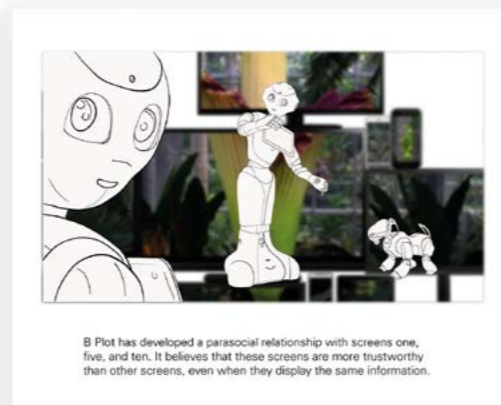 B Plot has developed a parasocial relationship with screens one,
five, and ten. It believes that these screens are more trustworthy
than other screens, even when they display the same information.